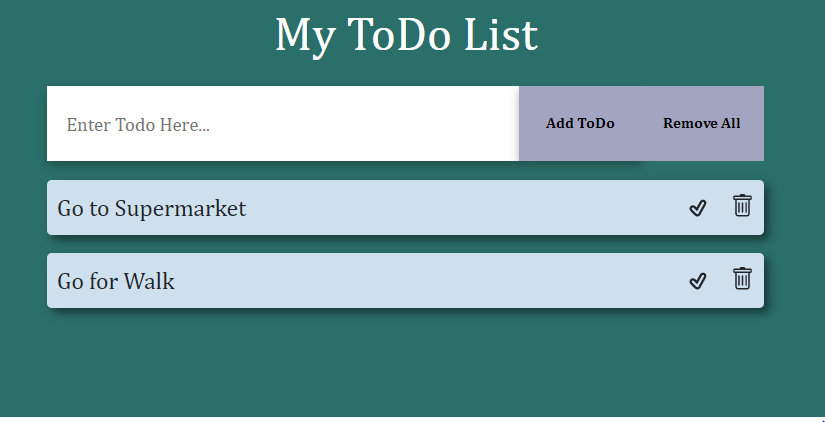 My ToDo List
Enter Todo Here...
Add ToDo
Remove All
Go to Supermarket
Go for Walk